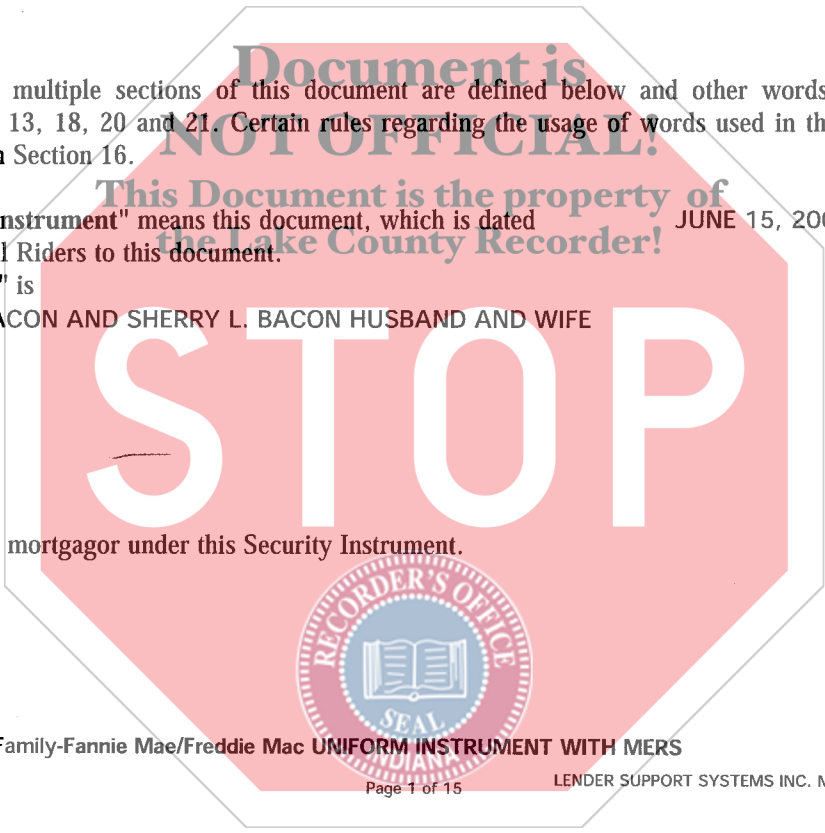 Document is
multiple sections of this document are defined below and other words
13, 18, 20 and 21. Certain rules regarding the usage of words used in th
NOT OFFICIAL!
Section 16.
This Document is the property of
nstrument" means this document, which is dated JUNE 15, 200
the Lake County Recorder!
l Riders to this document.
" is
ACON AND SHERRY L. BACON HUSBAND AND WIFE
STOP
mortgagor under this Security Instrument.
RECORDER'S OFFICE
SEAL
INDIANA
Family-Fannie Mae/Freddie Mac UNIFORM INSTRUMENT WITH MERS
Page 1 of 15
LENDER SUPPORT SYSTEMS INC. M